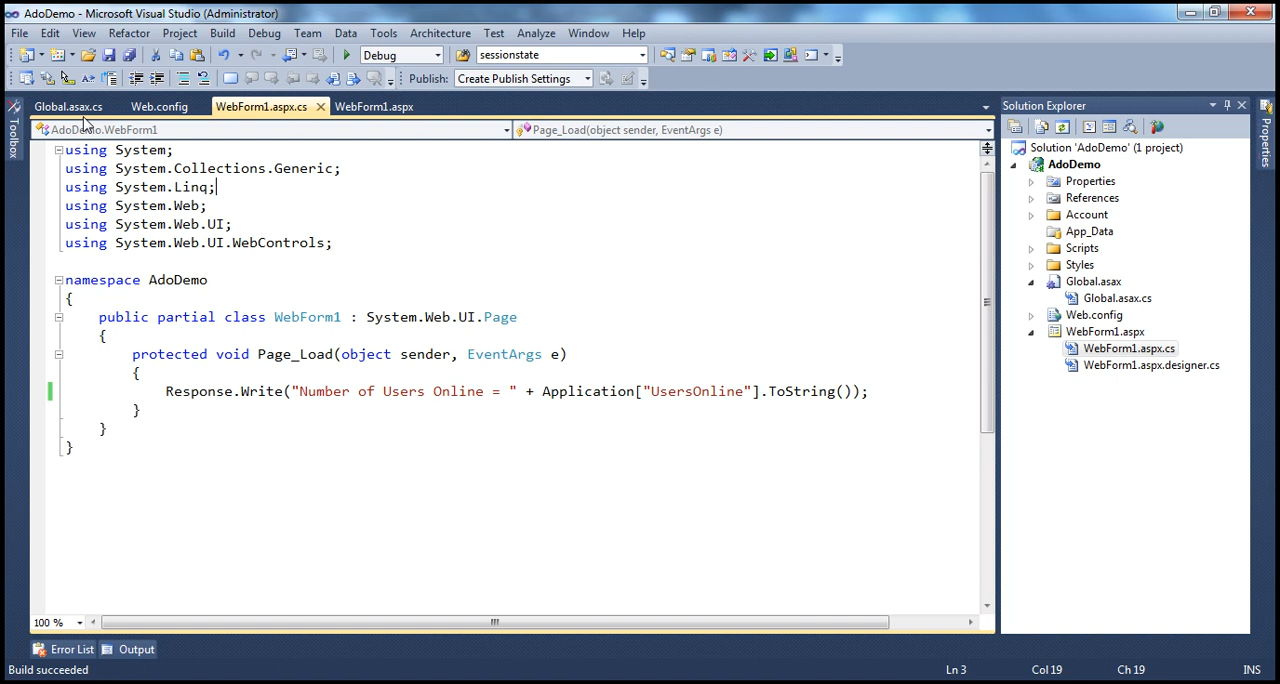 AdoDemo - Microsoft Visual Studio (Administrator)
File Edit View Refactor Project Build Debug Team Data Tools Architecture Test Analyze Window Help
Debug sessionstate
Publish: Create Publish Settings
Global.asax.cs Web.config WebForm1.aspx.cs WebForm1.aspx
Solution Explorer
Toolbox
Properties
AdoDemo.WebForm1 Page_Load(object sender, EventArgs e)
using System;
using System.Collections.Generic;
using System.Linq;
using System.Web;
using System.Web.UI;
using System.Web.UI.WebControls;
namespace AdoDemo
{
public partial class WebForm1 : System.Web.UI.Page
{
protected void Page_Load(object sender, EventArgs e)
{
Response.Write("Number of Users Online = " + Application["UsersOnline"].ToString());
}
}
}
Solution 'AdoDemo' (1 project)
AdoDemo
Properties
References
Account
App_Data
Scripts
Styles
Global.asax
Global.asax.cs
Web.config
WebForm1.aspx
WebForm1.aspx.cs
WebForm1.aspx.designer.cs
100 %
Error List Output
Build succeeded Ln 3 Col 19 Ch 19 INS